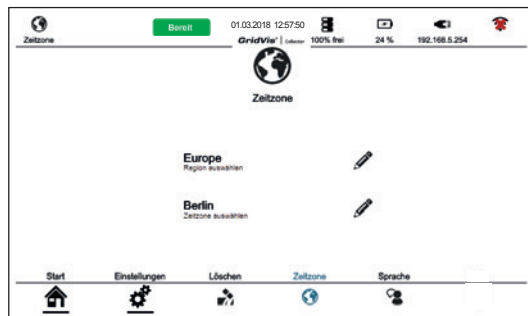 Zeitzone
Bereit
01.03.2018 12:57:50
GridVis® | Collector
100% frei
24 %
192.168.5.254
Zeitzone
Europe
Region auswählen
Berlin
Zeitzone auswählen
Start Einstellungen Löschen Zeitzone Sprache